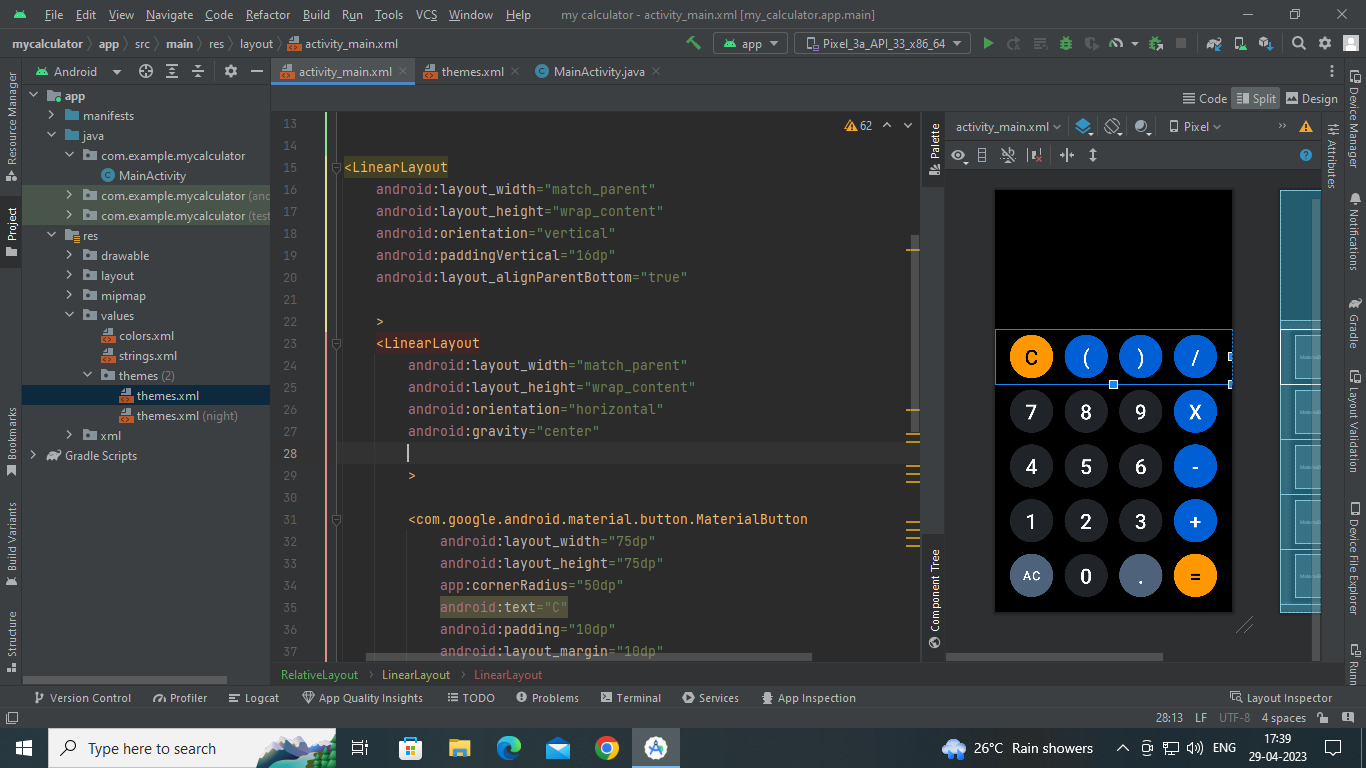 File Edit View Navigate Code Refactor Build Run Tools VCS Window Help my calculator - activity_main.xml [my_calculator.app.main]
mycalculator app src main res layout activity_main.xml app Pixel_3a_API_33_x86_64
Android activity_main.xml themes.xml MainActivity.java
Code Split Design
Resource Manager
Project
Bookmarks
Build Variants
Structure
app
manifests
java
com.example.mycalculator
MainActivity
com.example.mycalculator (and
com.example.mycalculator (test
res
drawable
layout
mipmap
values
colors.xml
strings.xml
themes (2)
themes.xml
themes.xml (night)
xml
Gradle Scripts
62
13
14
15 <LinearLayout
16 android:layout_width="match_parent"
17 android:layout_height="wrap_content"
18 android:orientation="vertical"
19 android:paddingVertical="16dp"
20 android:layout_alignParentBottom="true"
21
22 >
23 <LinearLayout
24 android:layout_width="match_parent"
25 android:layout_height="wrap_content"
26 android:orientation="horizontal"
27 android:gravity="center"
28
29 >
30
31 <com.google.android.material.button.MaterialButton
32 android:layout_width="75dp"
33 android:layout_height="75dp"
34 app:cornerRadius="50dp"
35 android:text="C"
36 android:padding="10dp"
37 android:layout_margin="10dp"
RelativeLayout LinearLayout LinearLayout
Palette
Component Tree
activity_main.xml Pixel
C ( ) /
7 8 9 X
4 5 6 -
1 2 3 +
AC 0 . =
Attributes
Device Manager
Notifications
Gradle
Layout Validation
Device File Explorer
Runn
Version Control Profiler Logcat App Quality Insights TODO Problems Terminal Services App Inspection Layout Inspector
28:13 LF UTF-8 4 spaces
Type here to search 26°C Rain showers ENG 17:39
29-04-2023